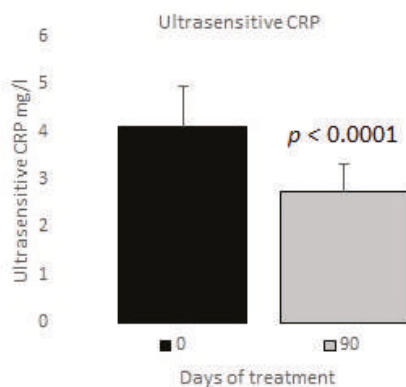 Ultrasensitive CRP
Ultrasensitive CRP mg/l
6
5
4
3
2
1
0
p < 0.0001
0
90
Days of treatment